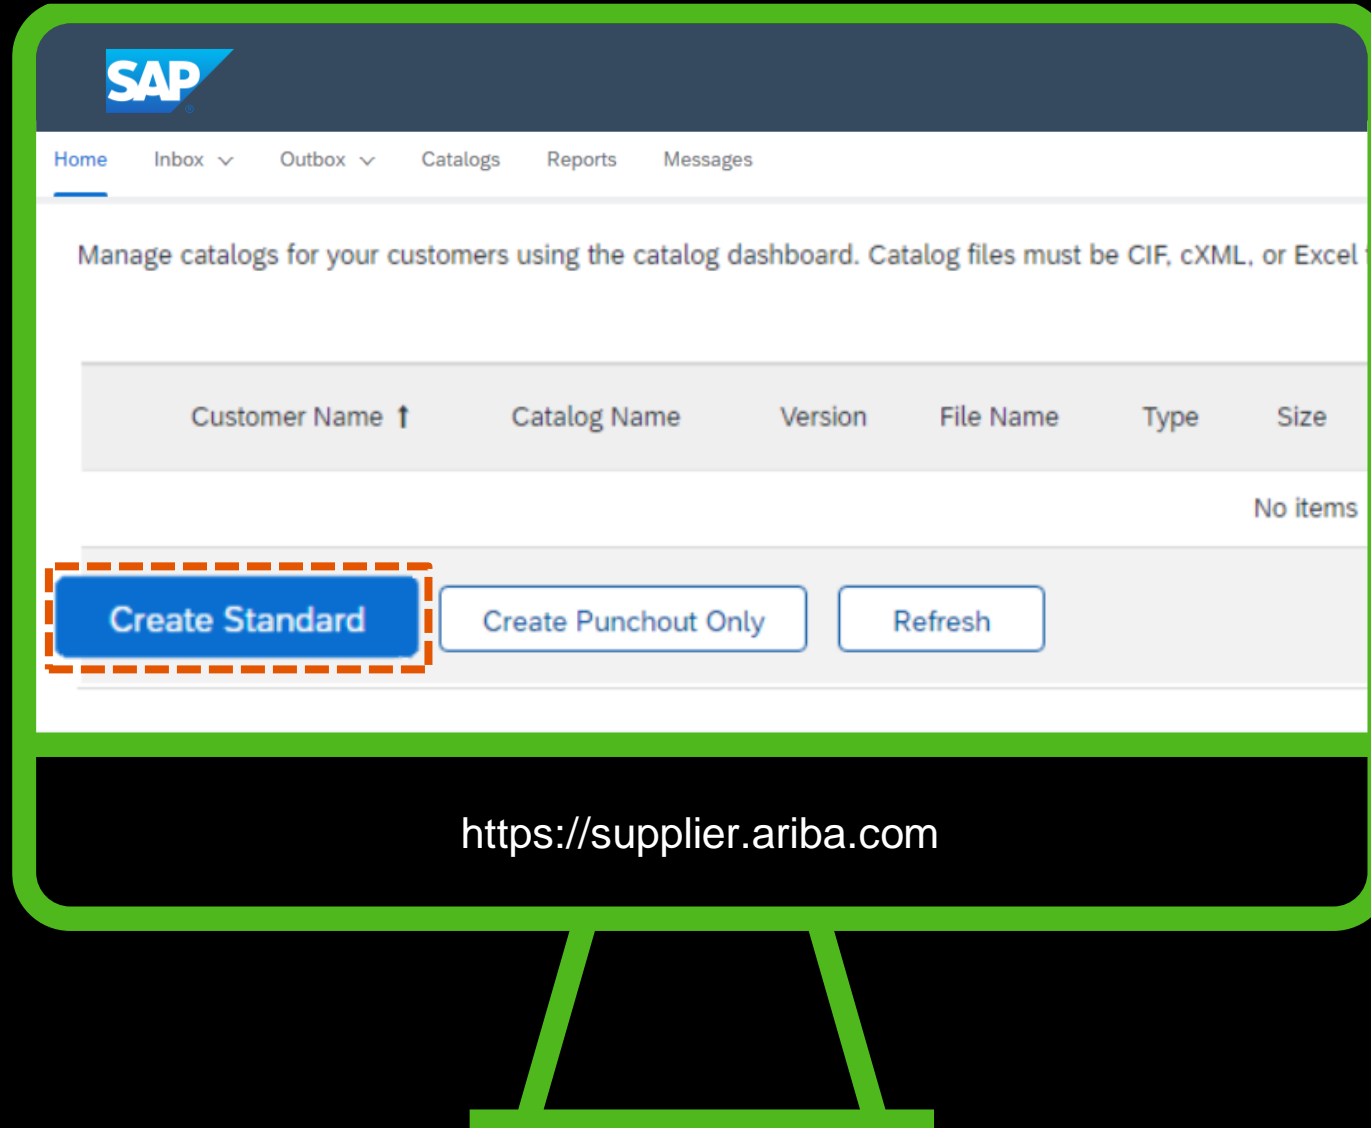 SAP
Home Inbox Outbox Catalogs Reports Messages
Manage catalogs for your customers using the catalog dashboard. Catalog files must be CIF, cXML, or Excel
Customer Name ↑ Catalog Name Version File Name Type Size
No items
Create Standard Create Punchout Only Refresh
https://supplier.ariba.com